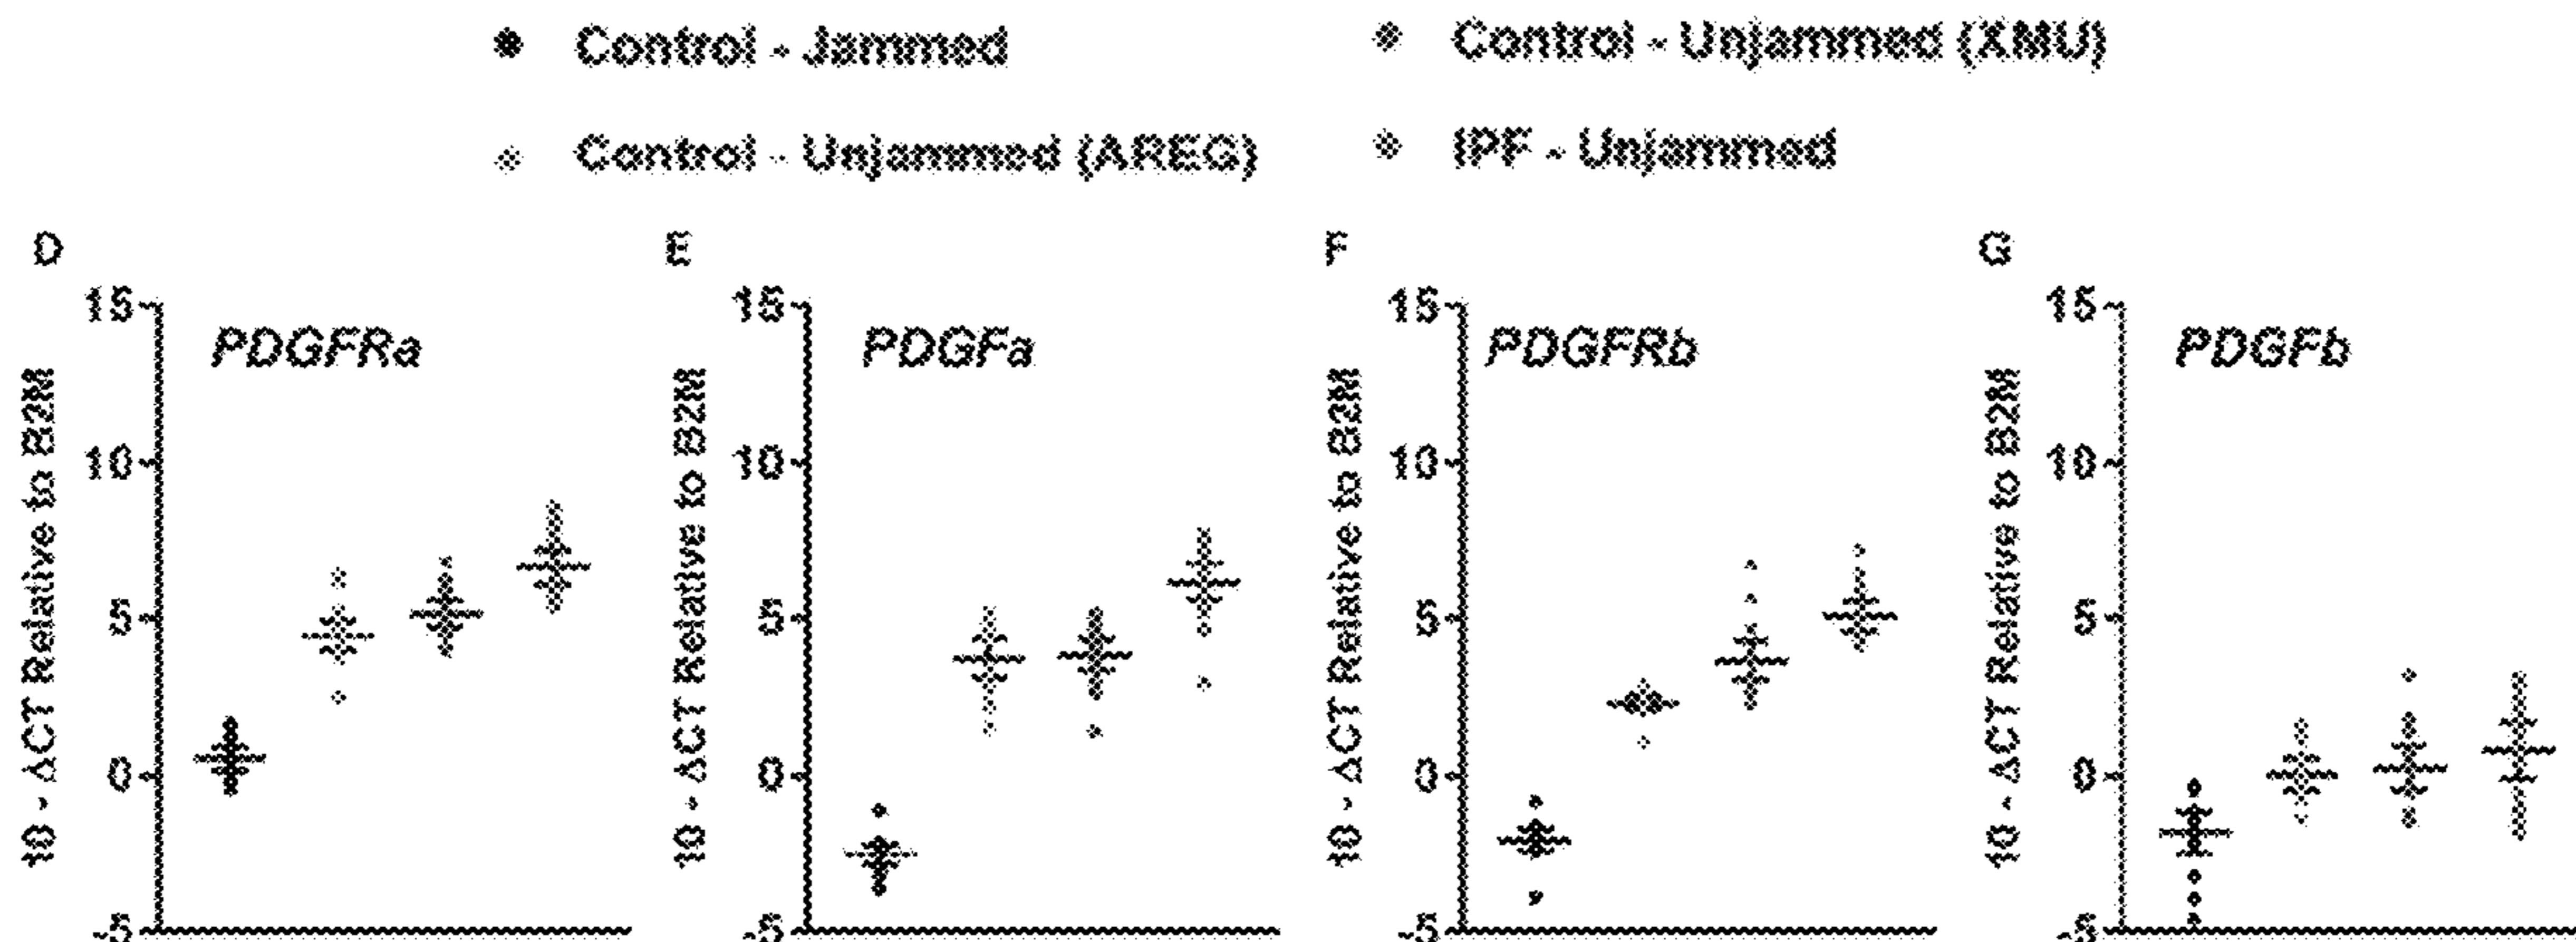 Control - Jammed
Control - Unjammed (XMU)
Control - Unjammed (AREG)
IPF - Unjammed
D
E
F
G
PDGFRa
PDGFa
PDGFRb
PDGFb
10 - ΔCT Relative to B2M
15
10
5
0
-5
10 - ΔCT Relative to B2M
15
10
5
0
-5
10 - ΔCT Relative to B2M
15
10
5
0
-5
10 - ΔCT Relative to B2M
15
10
5
0
-5